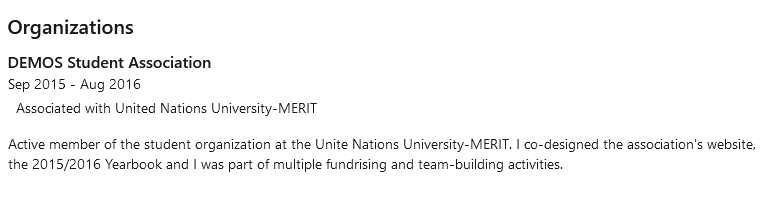 Organizations
DEMOS Student Association
Sep 2015 - Aug 2016
Associated with United Nations University-MERIT
Active member of the student organization at the Unite Nations University-MERIT. I co-designed the association's website,
the 2015/2016 Yearbook and I was part of multiple fundrising and team-building activities.